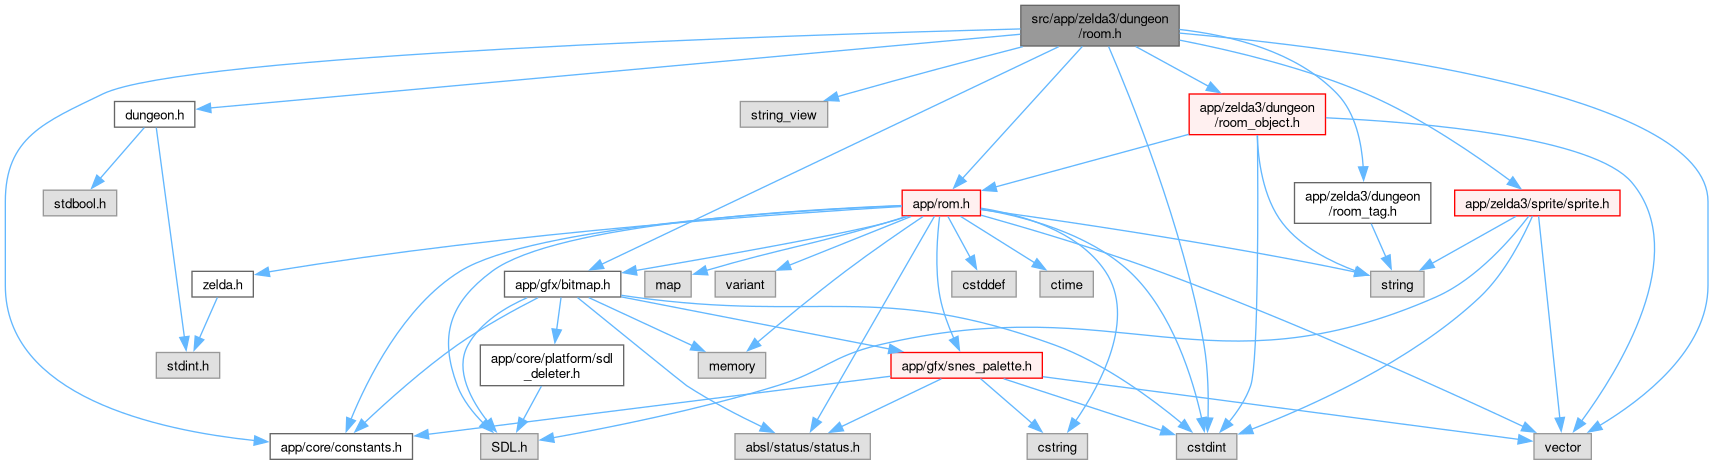 src/app/zelda3/dungeon
/room.h
dungeon.h
string_view
app/zelda3/dungeon
/room_object.h
stdbool.h
app/rom.h
app/zelda3/dungeon
/room_tag.h
app/zelda3/sprite/sprite.h
zelda.h
app/gfx/bitmap.h
map
variant
cstddef
ctime
string
stdint.h
app/core/platform/sdl
_deleter.h
memory
app/gfx/snes_palette.h
app/core/constants.h
SDL.h
absl/status/status.h
cstring
cstdint
vector